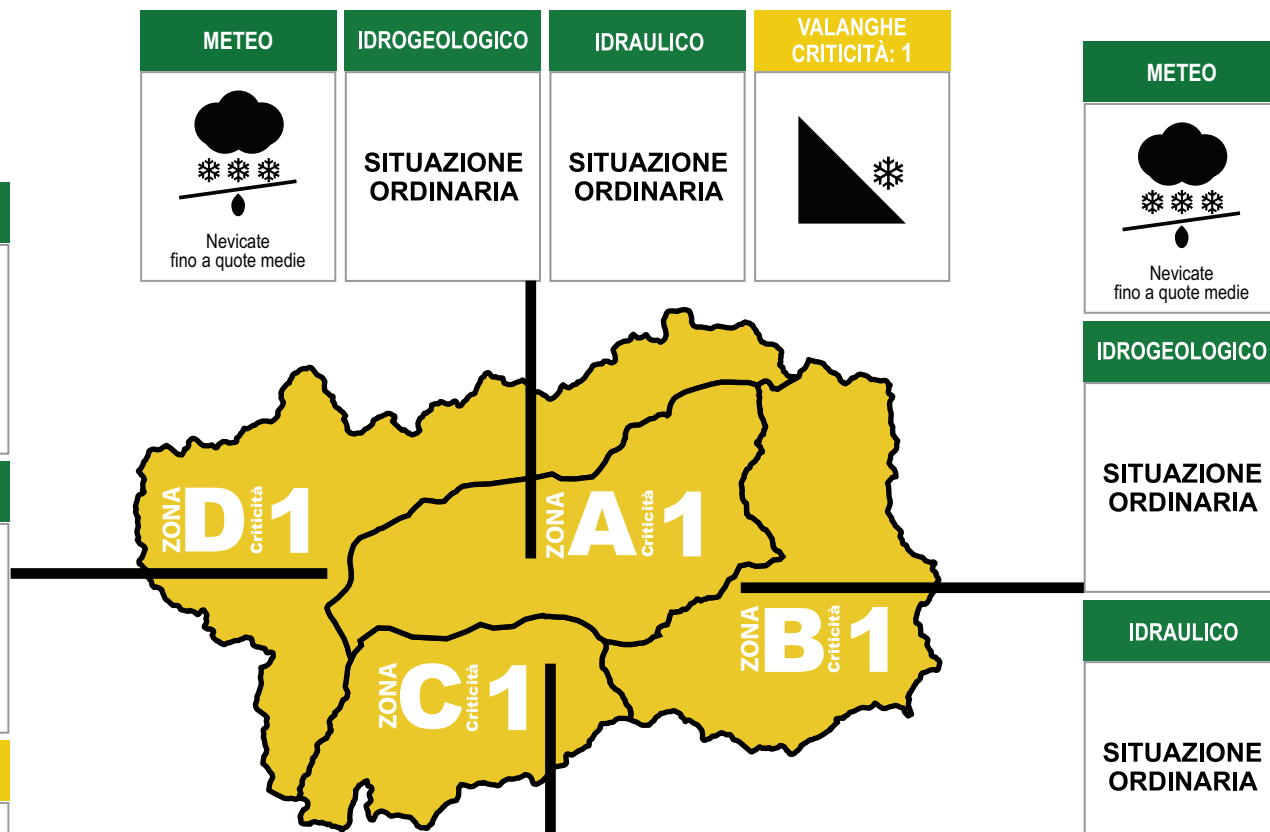 METEO
IDROGEOLOGICO
IDRAULICO
VALANGHE
CRITICITÀ: 1
Nevicate
fino a quote medie
SITUAZIONE
ORDINARIA
SITUAZIONE
ORDINARIA
METEO
Nevicate
fino a quote medie
IDROGEOLOGICO
SITUAZIONE
ORDINARIA
IDRAULICO
SITUAZIONE
ORDINARIA
ZONA D Criticità 1
ZONA A Criticità 1
ZONA B Criticità 1
ZONA C Criticità 1